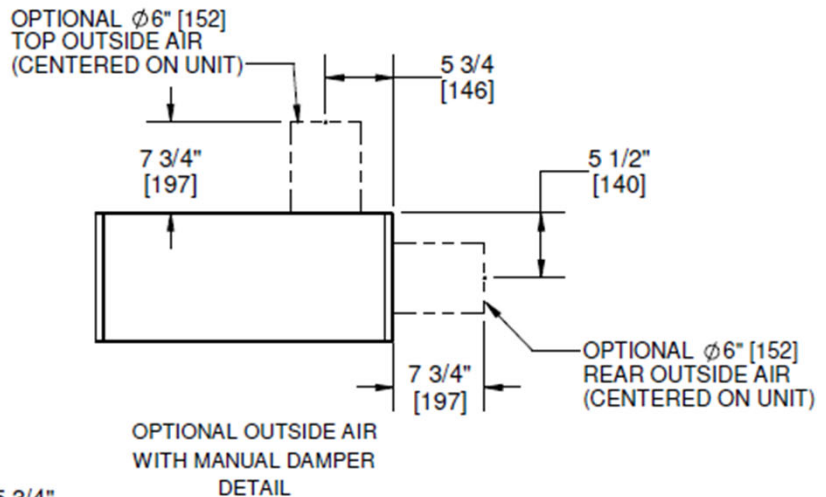 OPTIONAL Ø6" [152]
TOP OUTSIDE AIR
(CENTERED ON UNIT)
5 3/4
[146]
7 3/4"
[197]
5 1/2"
[140]
7 3/4"
[197]
OPTIONAL Ø6" [152]
REAR OUTSIDE AIR
(CENTERED ON UNIT)
OPTIONAL OUTSIDE AIR
WITH MANUAL DAMPER
DETAIL